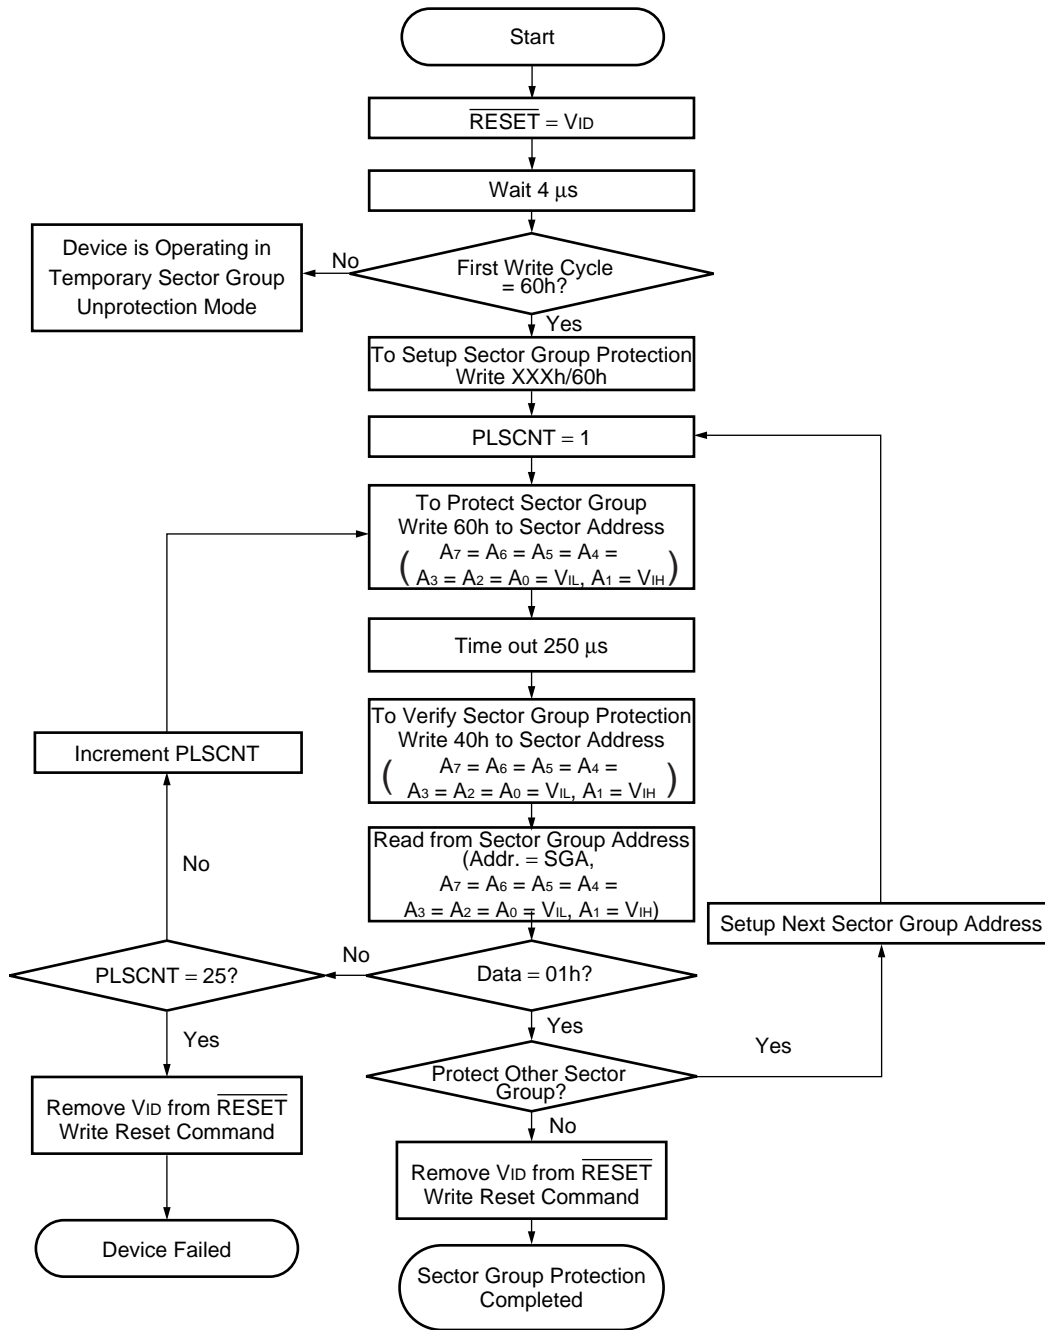 Start
RESET = VID
Wait 4 μs
Device is Operating in
Temporary Sector Group
Unprotection Mode
No
First Write Cycle
= 60h?
Yes
To Setup Sector Group Protection
Write XXXh/60h
PLSCNT = 1
To Protect Sector Group
Write 60h to Sector Address
( A7 = A6 = A5 = A4 =
A3 = A2 = A0 = VIL, A1 = VIH )
Time out 250 μs
To Verify Sector Group Protection
Write 40h to Sector Address
( A7 = A6 = A5 = A4 =
A3 = A2 = A0 = VIL, A1 = VIH )
Increment PLSCNT
Read from Sector Group Address
(Addr. = SGA,
A7 = A6 = A5 = A4 =
A3 = A2 = A0 = VIL, A1 = VIH)
No
Setup Next Sector Group Address
PLSCNT = 25?
No
Data = 01h?
Yes
Yes
Protect Other Sector
Group?
Yes
No
Remove VID from RESET
Write Reset Command
Remove VID from RESET
Write Reset Command
Device Failed
Sector Group Protection
Completed